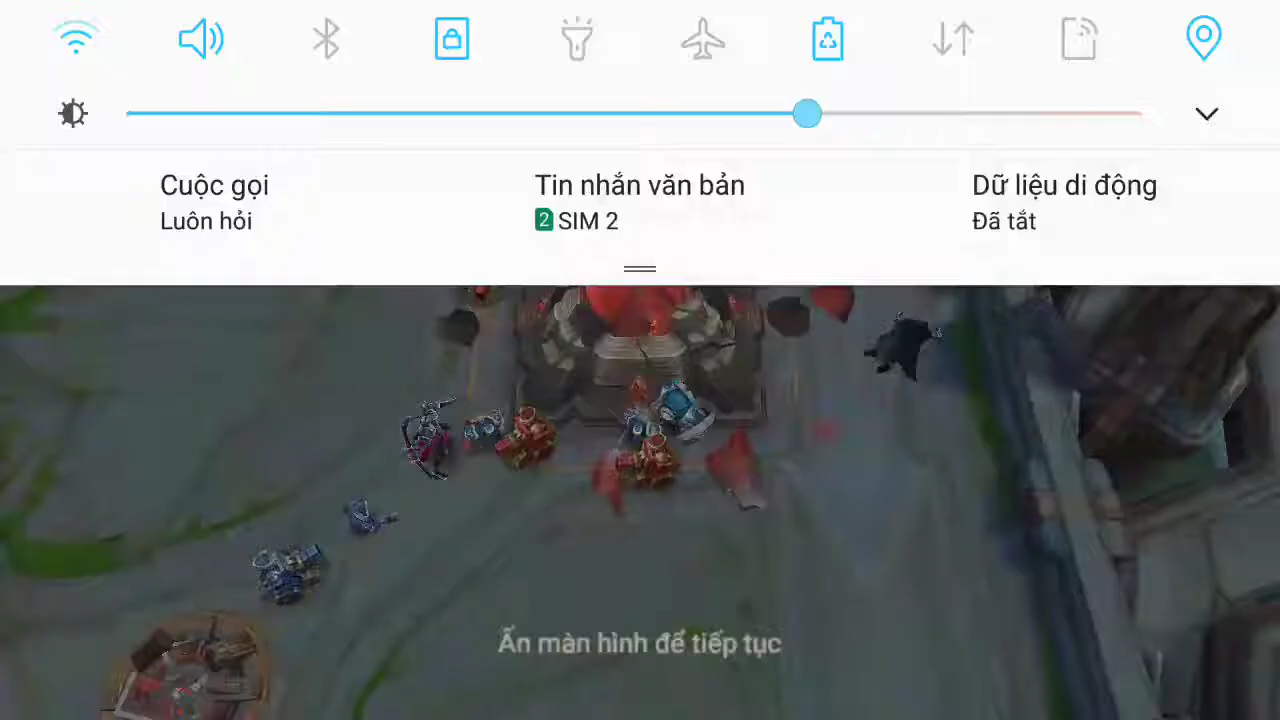 Cuộc gọi
Luôn hỏi
Tin nhắn văn bản
2 SIM 2
Dữ liệu di động
Đã tắt
Ấn màn hình để tiếp tục